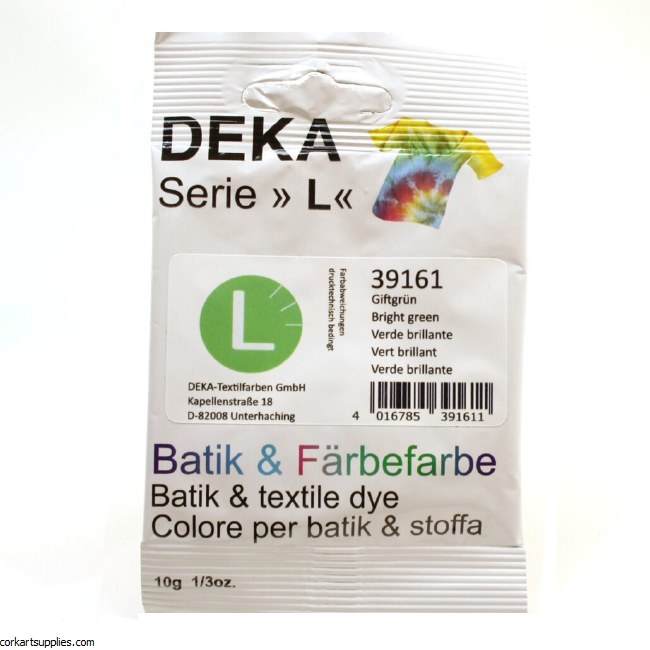 DEKA
Serie » L«
L
Farbabweichungen
drucktechnisch bedingt
39161
Giftgrün
Bright green
Verde brillante
Vert brillant
Verde brillante
DEKA-Textilfarben GmbH
Kapellenstraße 18
D-82008 Unterhaching
4 016785 391611
Batik & Färbefarbe
Batik & textile dye
Colore per batik & stoffa
10g 1/3oz.
corkartsupplies.com